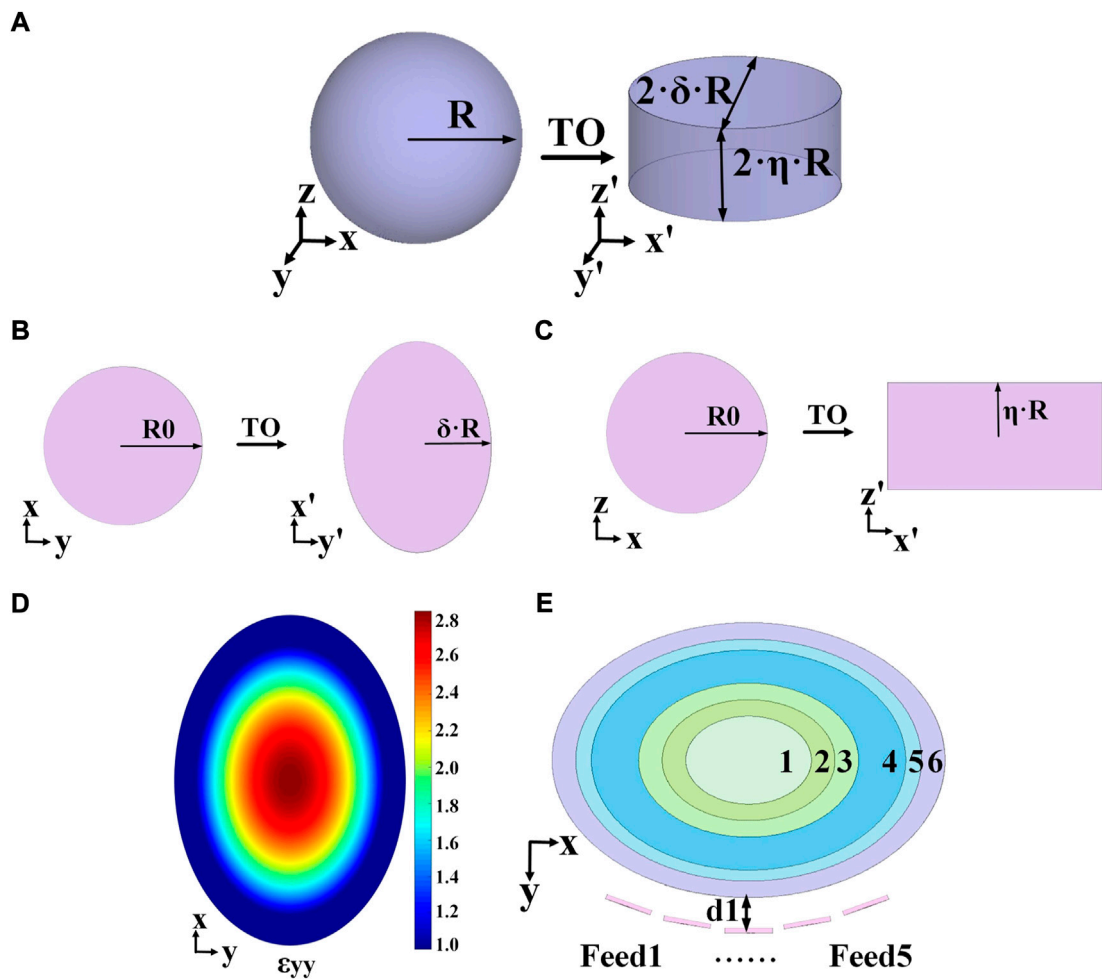 A
R
TO
2·δ·R
2·η·R
z
x
y
z'
x'
y'
B
R0
TO
δ·R
x
y
x'
y'
C
R0
TO
η·R
z
x
z'
x'
D
2.8
2.6
2.4
2.2
2.0
1.8
1.6
1.4
1.2
1.0
x
y
εyy
E
1 2 3 4 5 6
x
y
d1
Feed1 ...... Feed5